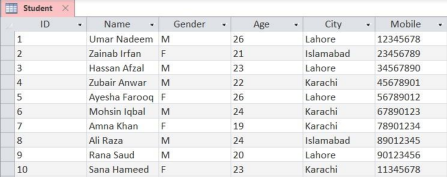 Student
ID Name Gender Age City Mobile
1 Umar Nadeem M 26 Lahore 12345678
2 Zainab Irfan F 21 Islamabad 23456789
3 Hassan Afzal M 23 Lahore 34567890
4 Zubair Anwar M 22 Karachi 45678901
5 Ayesha Farooq F 26 Lahore 56789012
6 Mohsin Iqbal M 24 Karachi 67890123
7 Amna Khan F 19 Karachi 78901234
8 Ali Raza M 24 Islamabad 89012345
9 Rana Saud M 20 Lahore 90123456
10 Sana Hameed F 23 Karachi 11345678